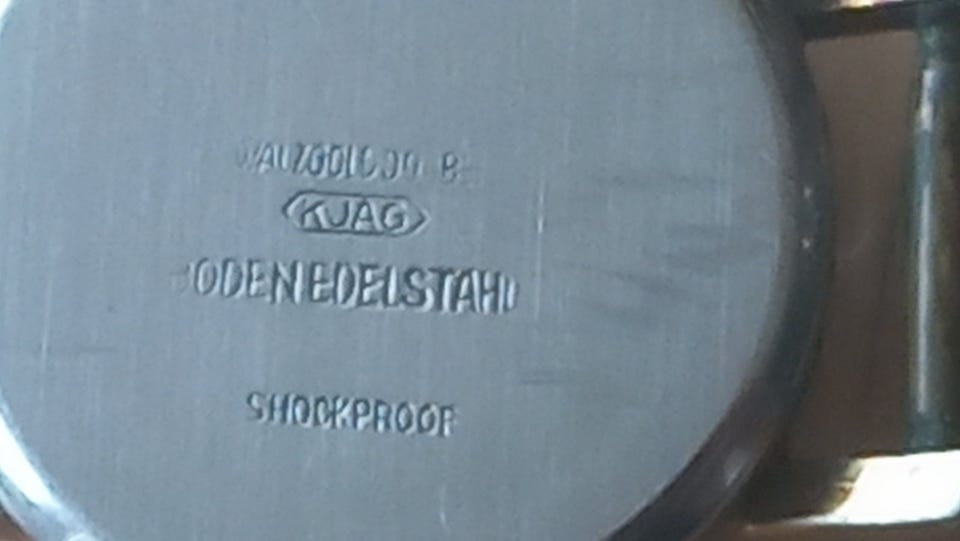 KJAG
BODENEDELSTAHL
SHOCKPROOF